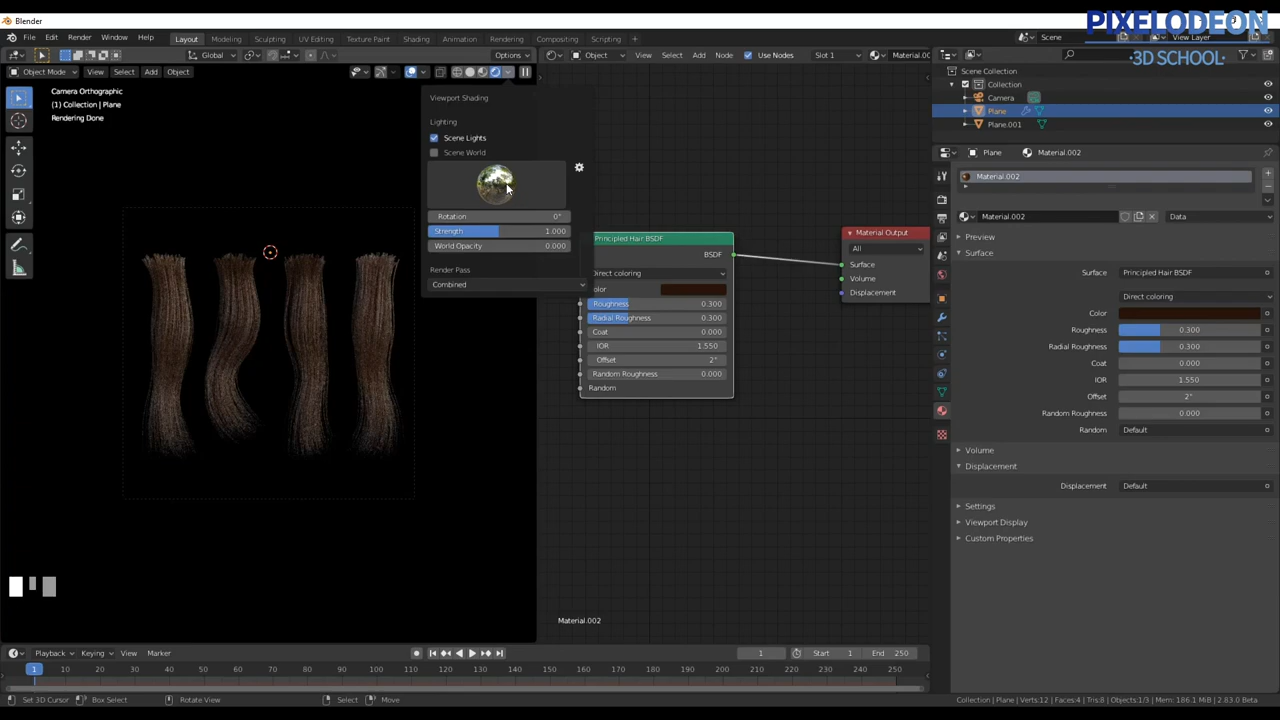 Blender
PIXELODEON
·3D SCHOOL·
File Edit Render Window Help Layout Modeling Sculpting UV Editing Texture Paint Shading Animation Rendering Compositing Scripting + Scene View Layer
Global Options Object View Select Add Node Use Nodes Slot 1 Material.00
Object Mode View Select Add Object
Camera Orthographic
(1) Collection | Plane
Rendering Done
Viewport Shading
Lighting
Scene Lights
Scene World
Rotation 0°
Strength 1.000
World Opacity 0.000
Render Pass
Combined
Principled Hair BSDF
BSDF
Direct coloring
Color
Roughness 0.300
Radial Roughness 0.300
Coat 0.000
IOR 1.550
Offset 2°
Random Roughness 0.000
Random
Material Output
All
Surface
Volume
Displacement
Material.002
Scene Collection
Collection
Camera
Plane
Plane.001
Plane Material.002
Material.002
Material.002 Data
Preview
Surface
Surface Principled Hair BSDF
Direct coloring
Color
Roughness 0.300
Radial Roughness 0.300
Coat 0.000
IOR 1.550
Offset 2°
Random Roughness 0.000
Random Default
Volume
Displacement
Displacement Default
Settings
Viewport Display
Custom Properties
Playback Keying View Marker 1 Start 1 End 250
1 10 20 30 40 50 60 70 80 90 100 110 120 130 140 150 160 170 180 190 200 210 220 230 240 250
Set 3D Cursor Box Select Rotate View Select Move Collection | Plane | Verts:12 | Faces:4 | Tris:8 | Objects:1/3 | Mem: 186.1 MiB | 2.83.0 Beta